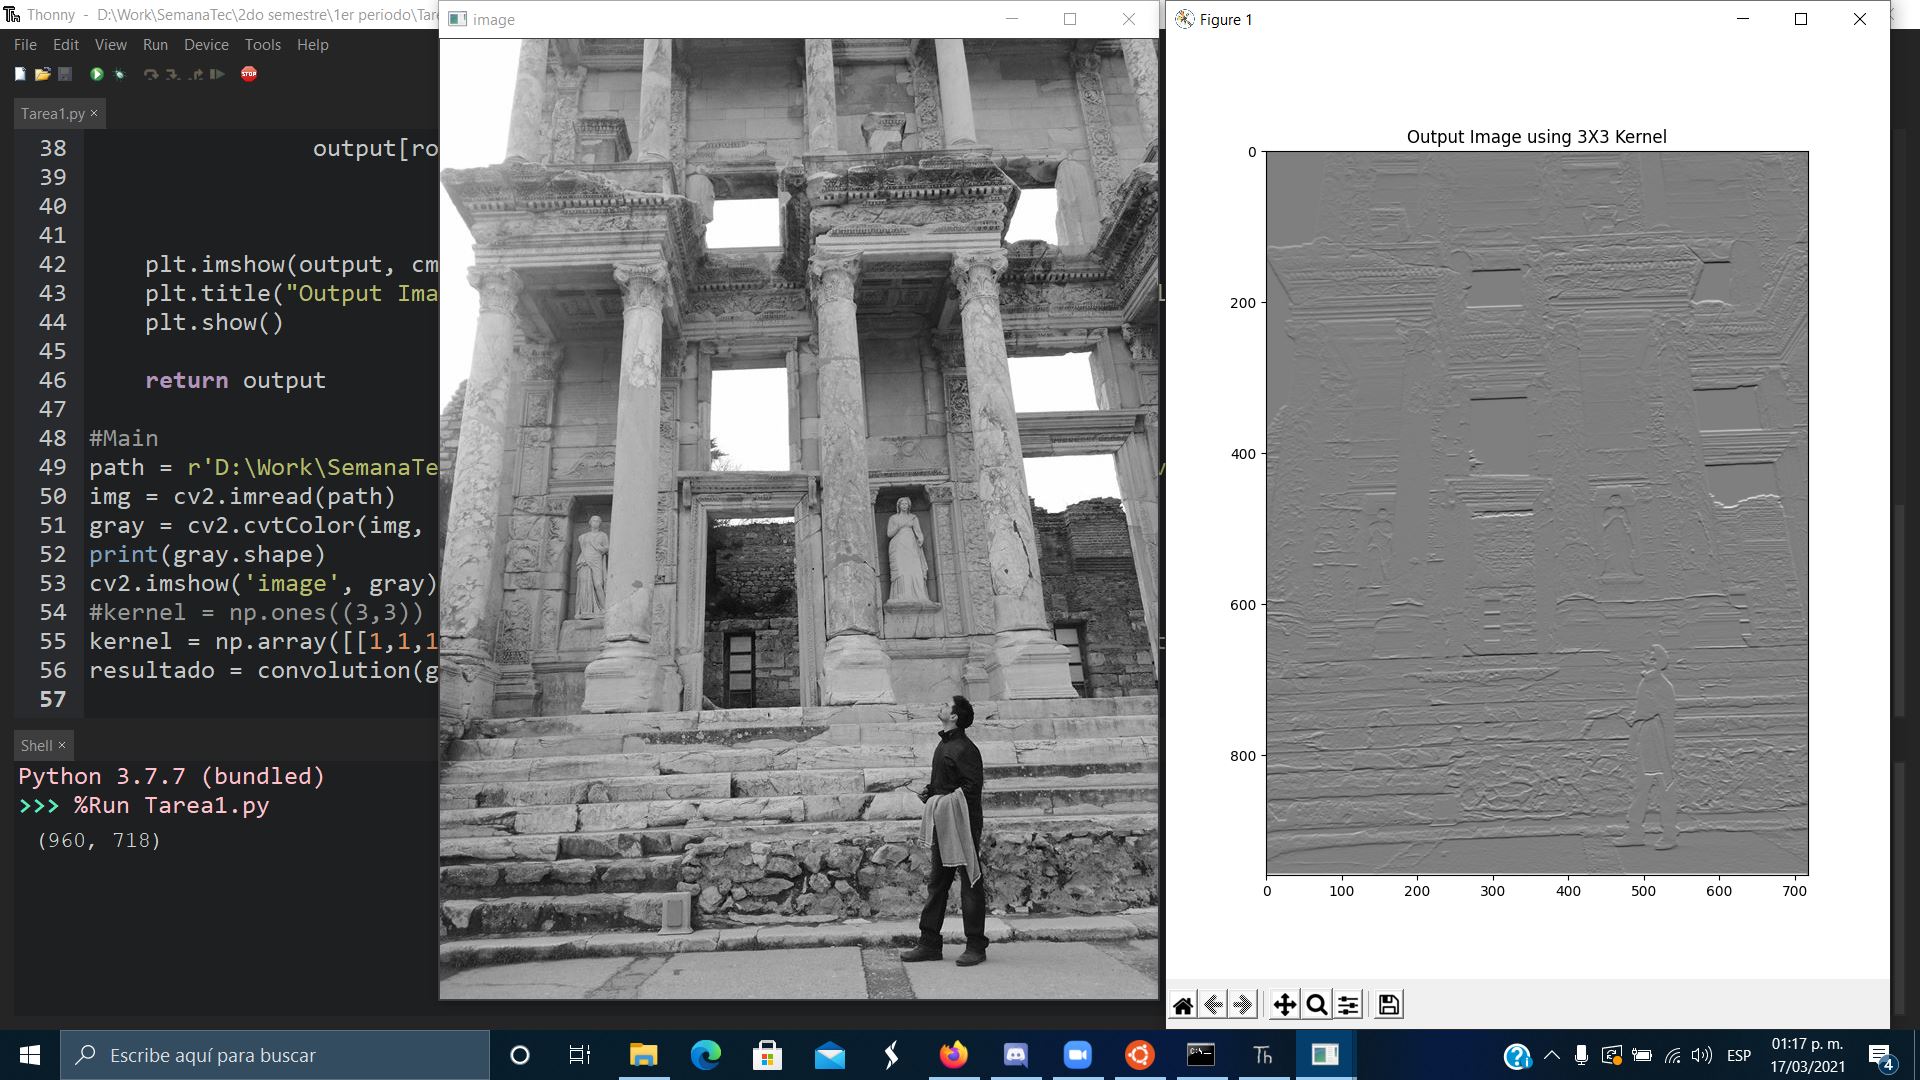 Thonny - D:\Work\SemanaTec\2do semestre\1er periodo\Tare
File Edit View Run Device Tools Help
STOP
Tarea1.py ×
38 output[ro
39
40
41
42 plt.imshow(output, cm
43 plt.title("Output Ima
44 plt.show()
45
46 return output
47
48 #Main
49 path = r'D:\Work\SemanaTe
50 img = cv2.imread(path)
51 gray = cv2.cvtColor(img,
52 print(gray.shape)
53 cv2.imshow('image', gray)
54 #kernel = np.ones((3,3))
55 kernel = np.array([[1,1,1
56 resultado = convolution(g
57
Shell ×
Python 3.7.7 (bundled)
>>> %Run Tarea1.py
(960, 718)
image
Figure 1
Output Image using 3X3 Kernel
0
200
400
600
800
0 100 200 300 400 500 600 700
Escribe aquí para buscar
Th
ESP
01:17 p. m.
17/03/2021
4